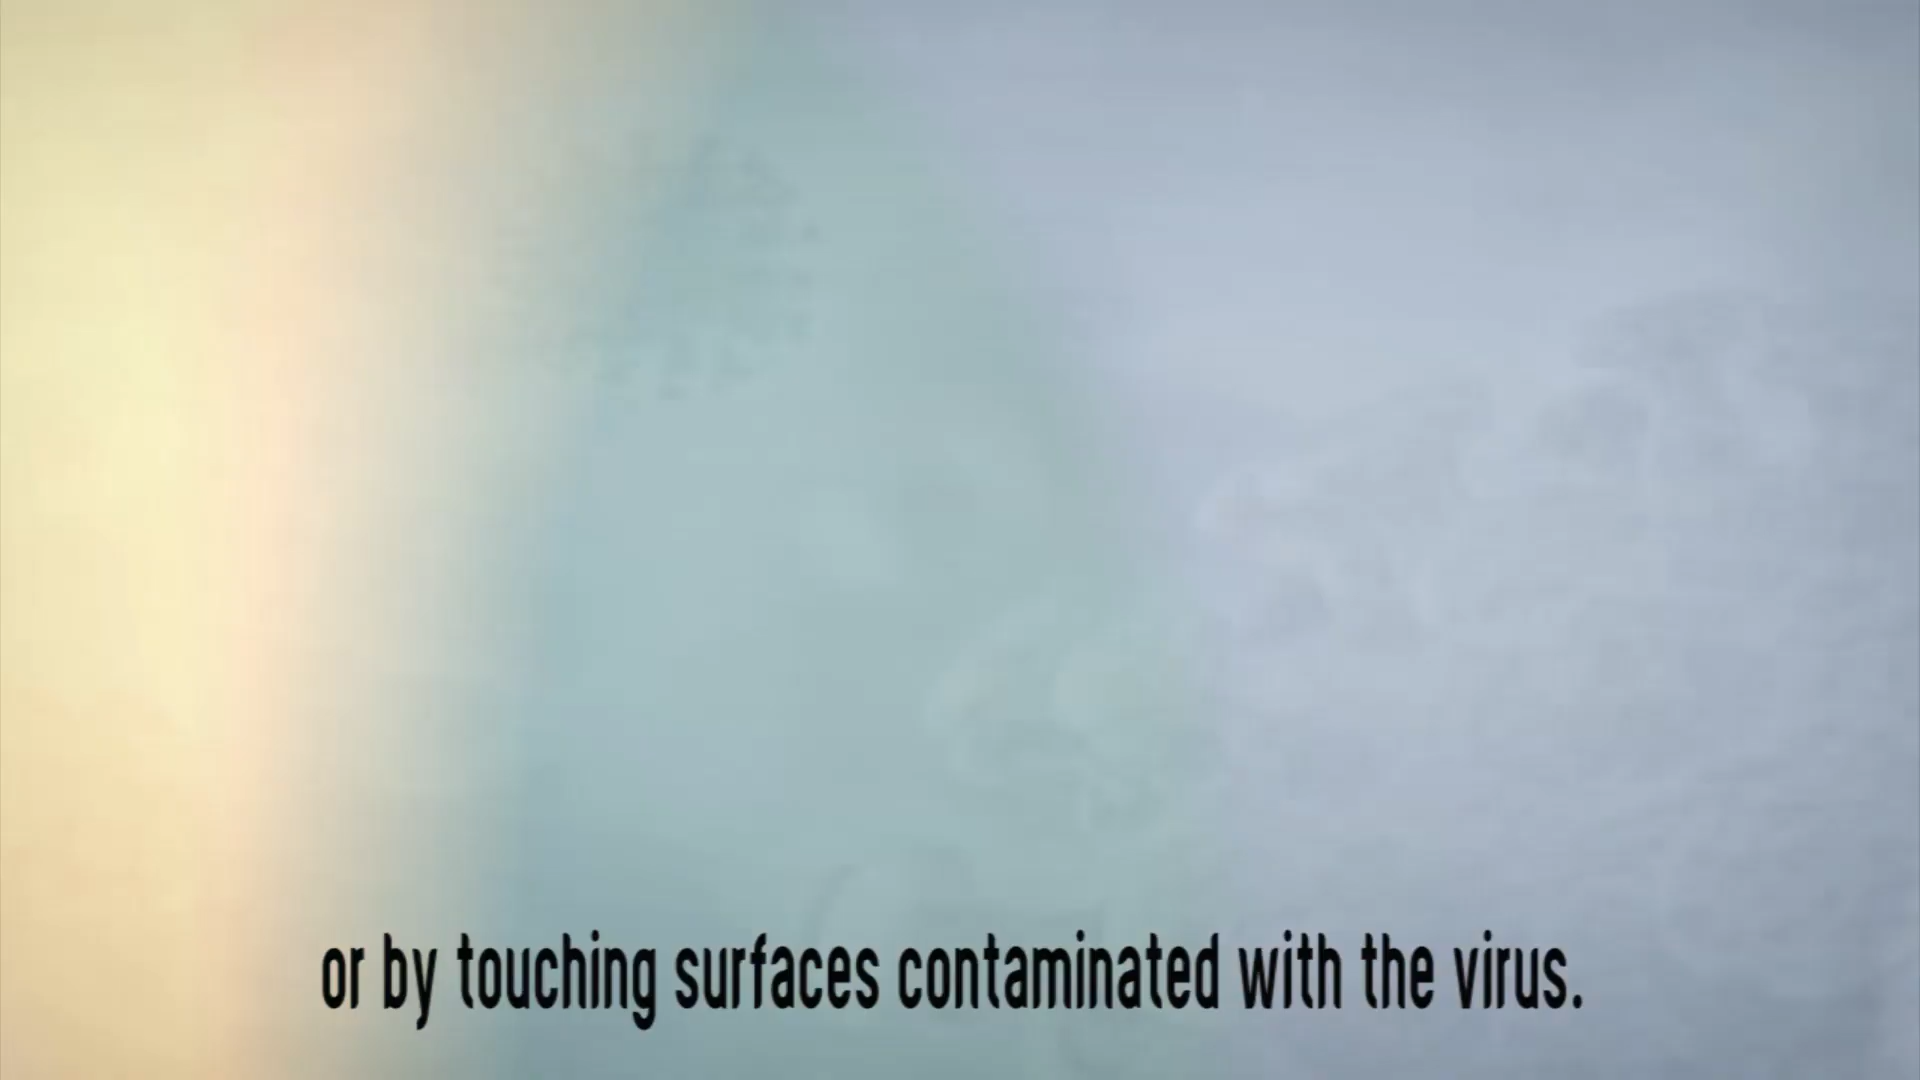 or by touching surfaces contaminated with the virus.